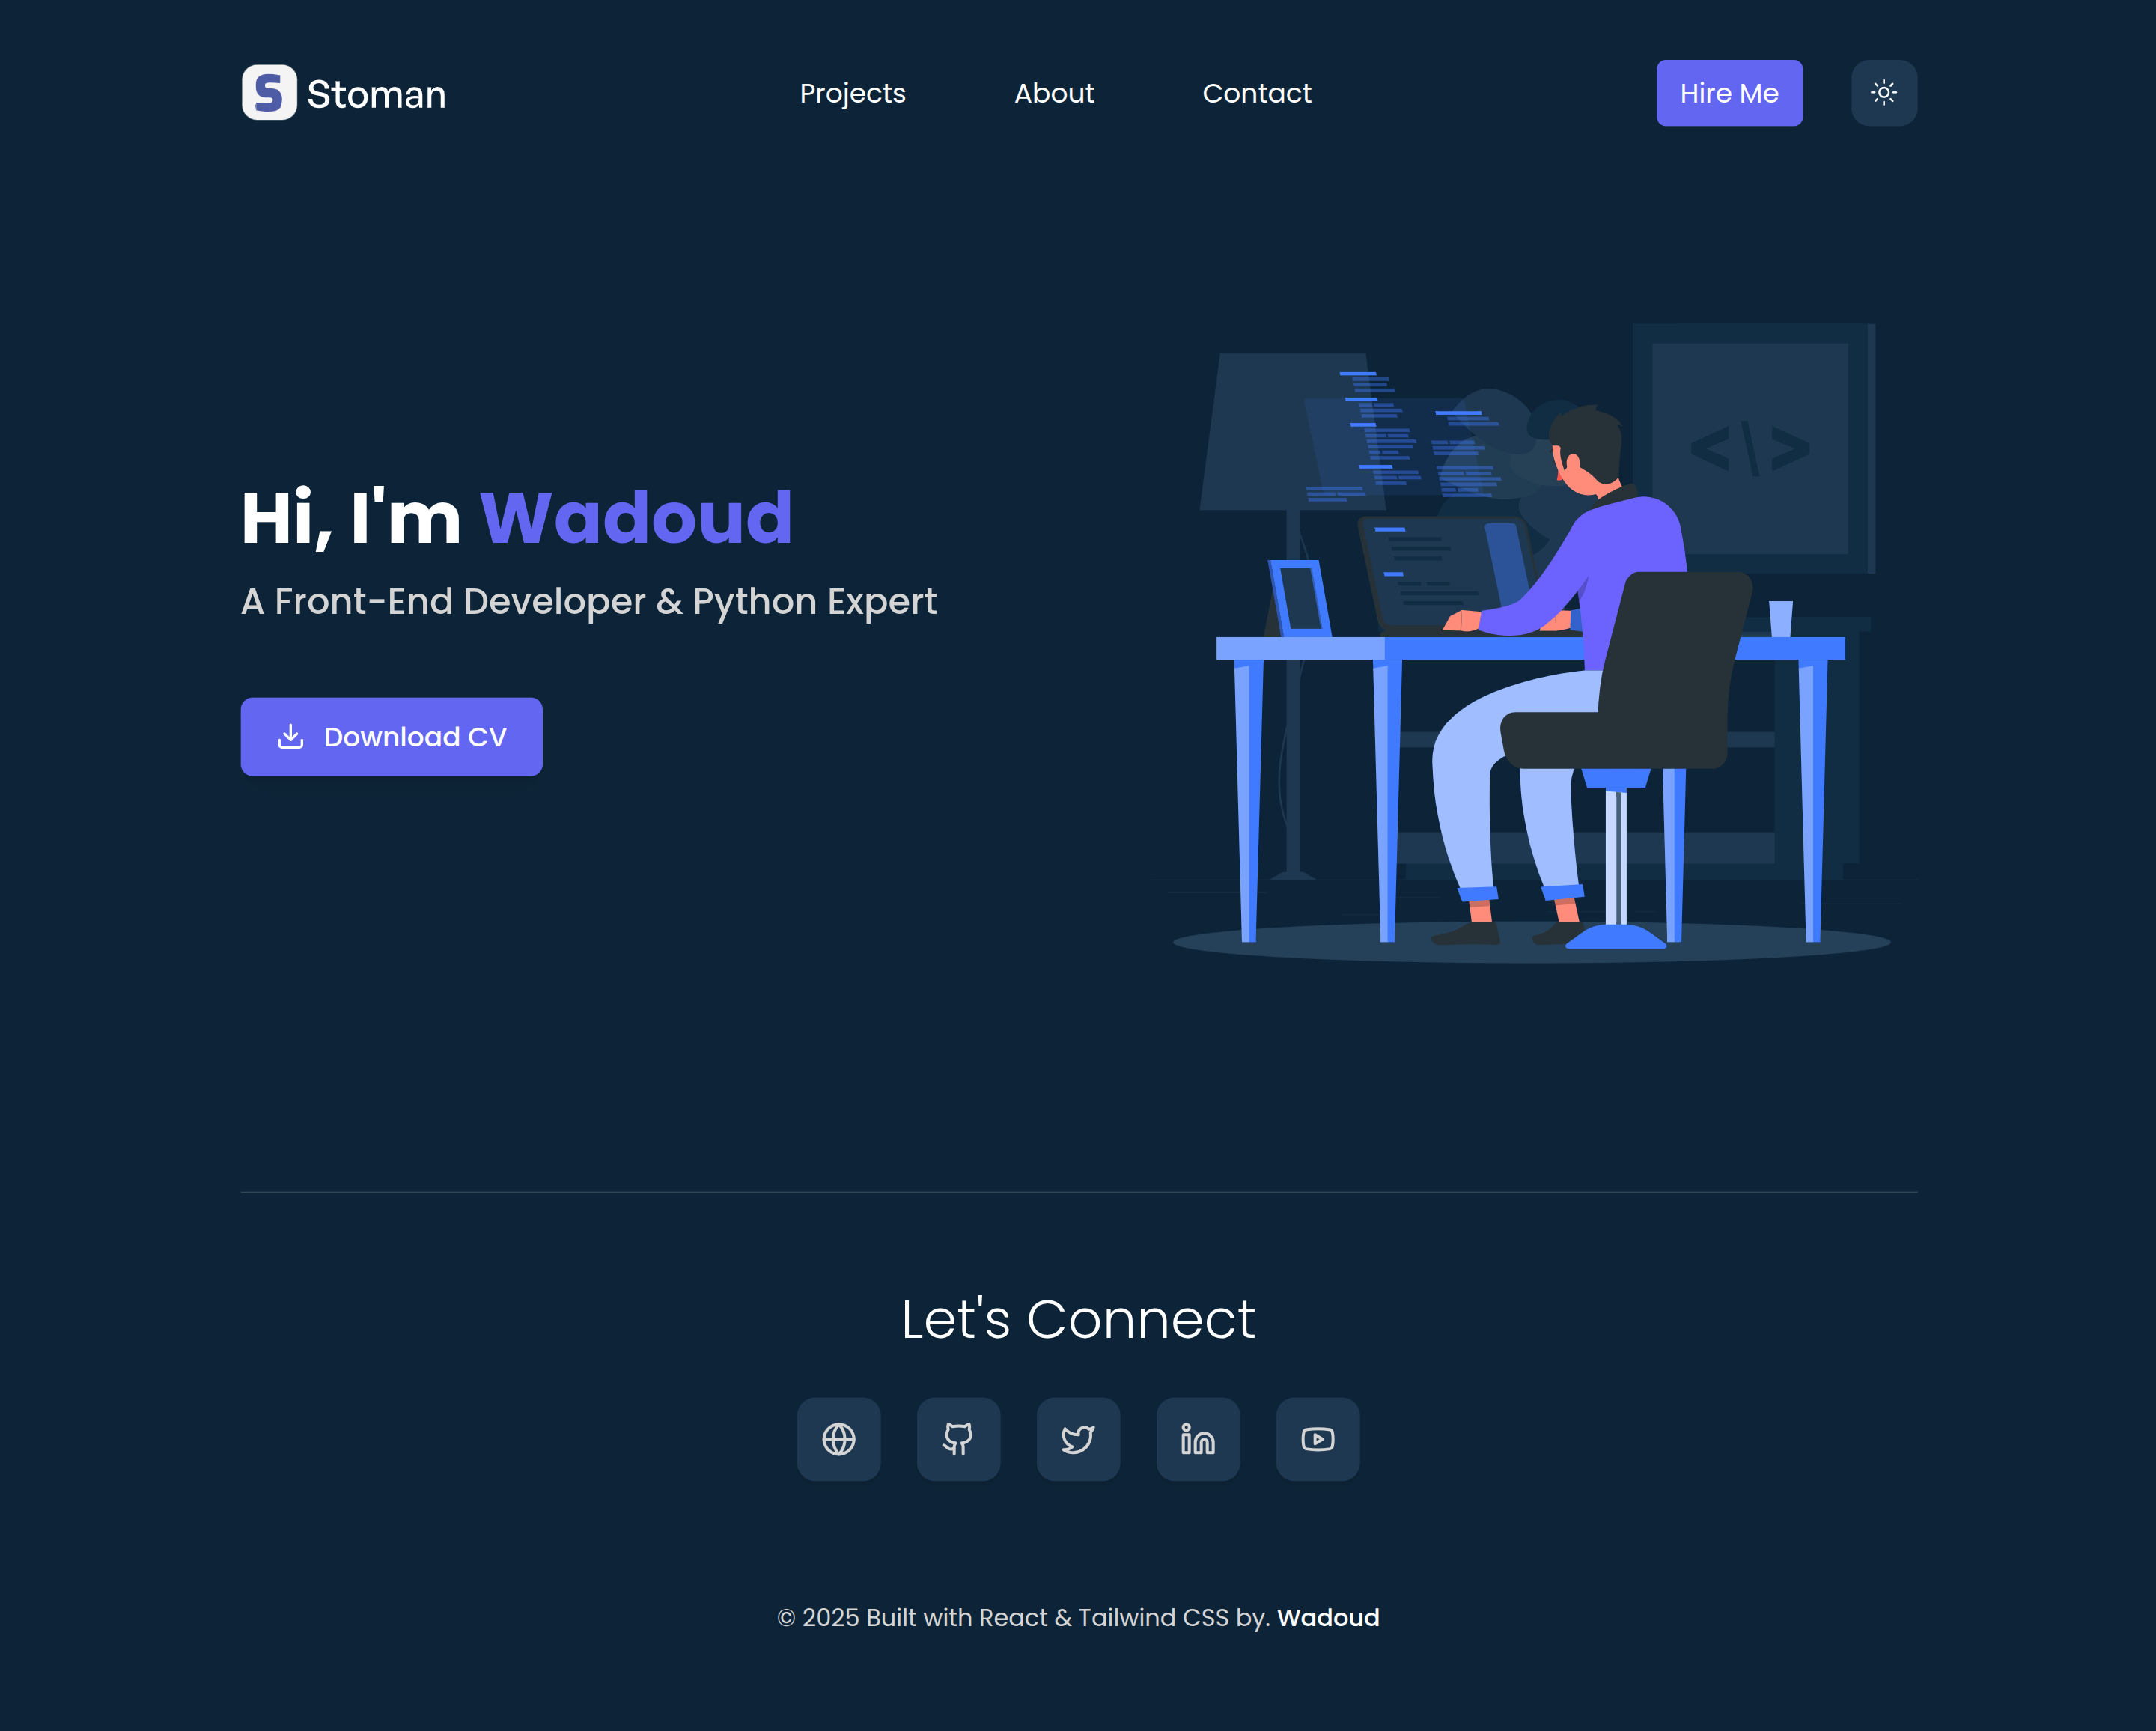 S Stoman
Projects
About
Contact
Hire Me
Hi, I'm Wadoud
A Front-End Developer & Python Expert
Download CV
<\>
Let's Connect
© 2025 Built with React & Tailwind CSS by. Wadoud